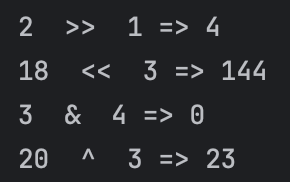 2  >>  1 => 4
18  <<  3 => 144
3  &  4 => 0
20  ^  3 => 23